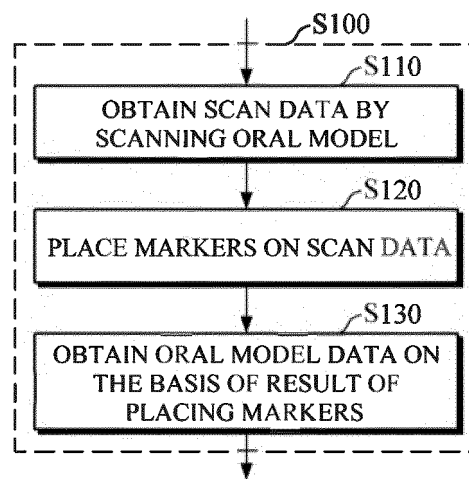 S100
S110
OBTAIN SCAN DATA BY
SCANNING ORAL MODEL
S120
PLACE MARKERS ON SCAN DATA
S130
OBTAIN ORAL MODEL DATA ON
THE BASIS OF RESULT OF
PLACING MARKERS